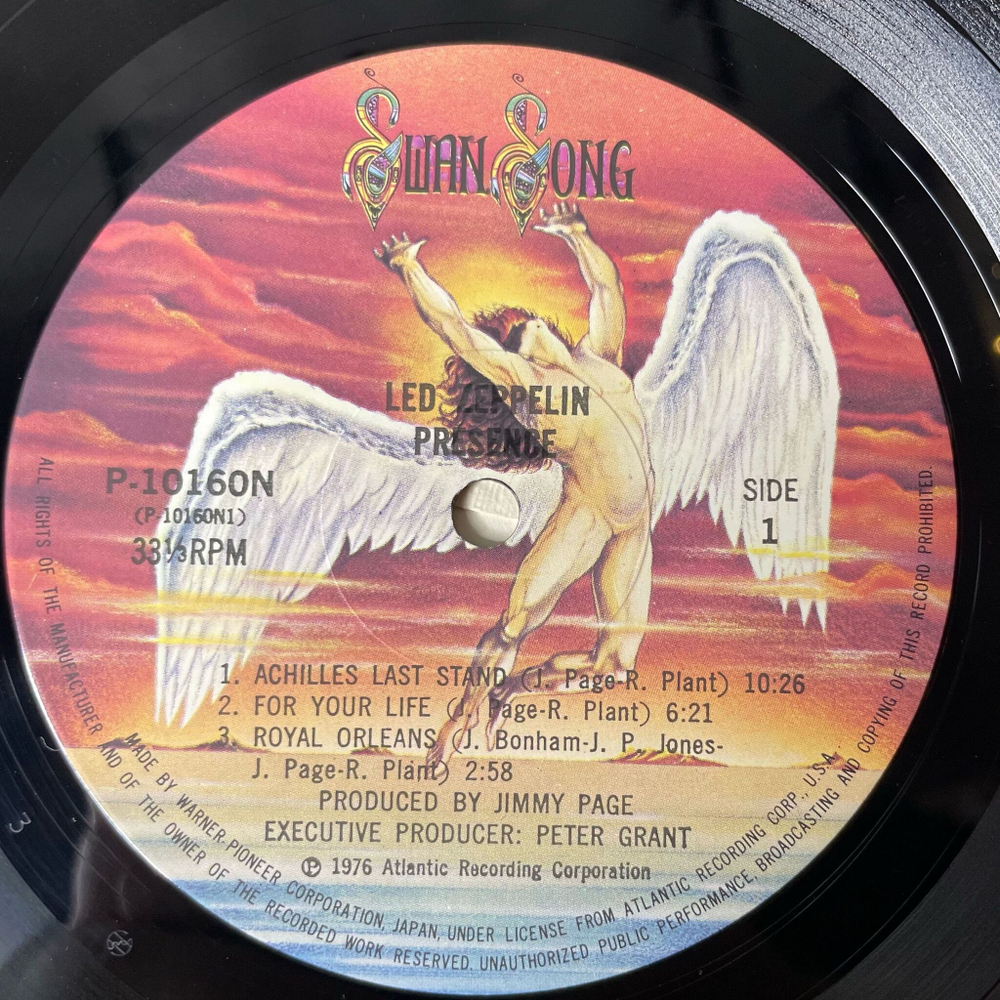 SWAN SONG
LED ZEPPELIN
PRESENCE
P-10160N
(P-10160N1)
33⅓RPM
SIDE
1
1. ACHILLES LAST STAND (J. Page-R. Plant) 10:26
2. FOR YOUR LIFE (J. Page-R. Plant) 6:21
3. ROYAL ORLEANS (J. Bonham-J. P. Jones-
J. Page-R. Plant) 2:58
PRODUCED BY JIMMY PAGE
EXECUTIVE PRODUCER: PETER GRANT
℗ 1976 Atlantic Recording Corporation
MADE BY WARNER-PIONEER CORPORATION, JAPAN, UNDER LICENSE FROM ATLANTIC RECORDING CORP., U.S.A.
ALL RIGHTS OF THE MANUFACTURER AND OF THE OWNER OF THE RECORDED WORK RESERVED. UNAUTHORIZED PUBLIC PERFORMANCE, BROADCASTING AND COPYING OF THIS RECORD PROHIBITED.
3